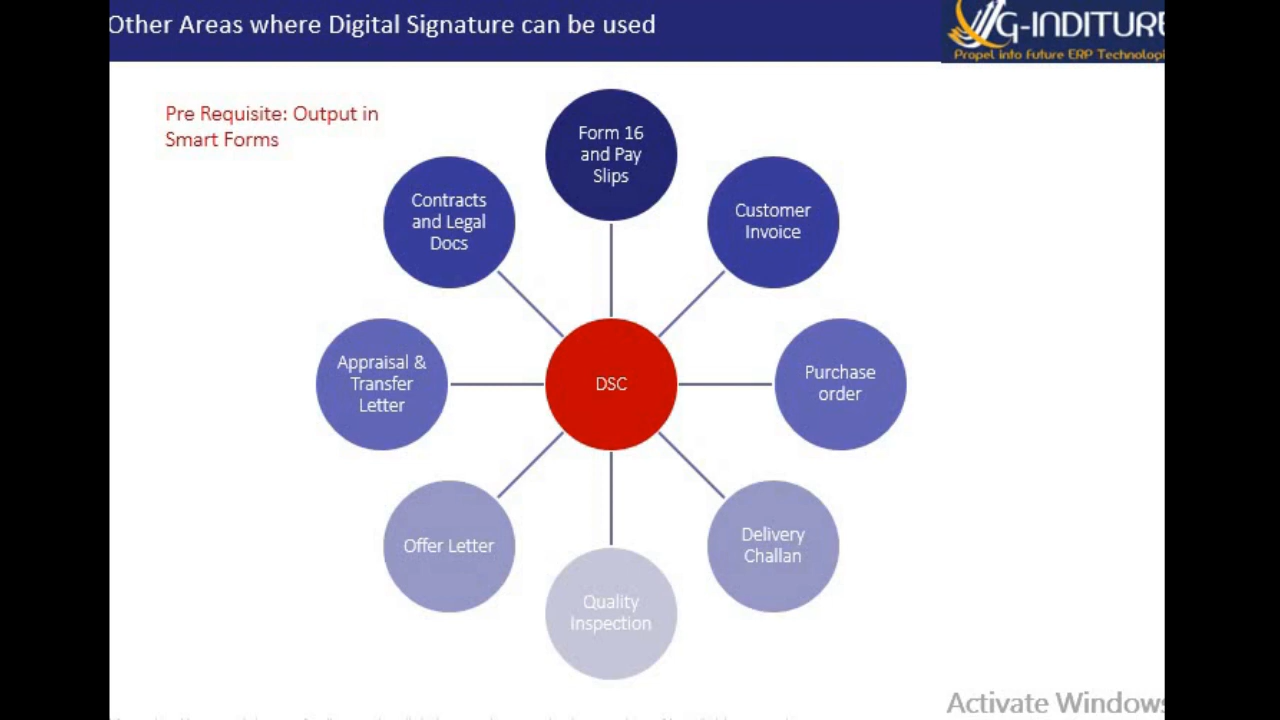 Other Areas where Digital Signature can be used
G-INDITURE
Propel into Future ERP Technologi
Pre Requisite: Output in
Smart Forms
Form 16
and Pay
Slips
Contracts
and Legal
Docs
Customer
Invoice
Appraisal &
Transfer
Letter
DSC
Purchase
order
Offer Letter
Delivery
Challan
Quality
Inspection
Activate Windows